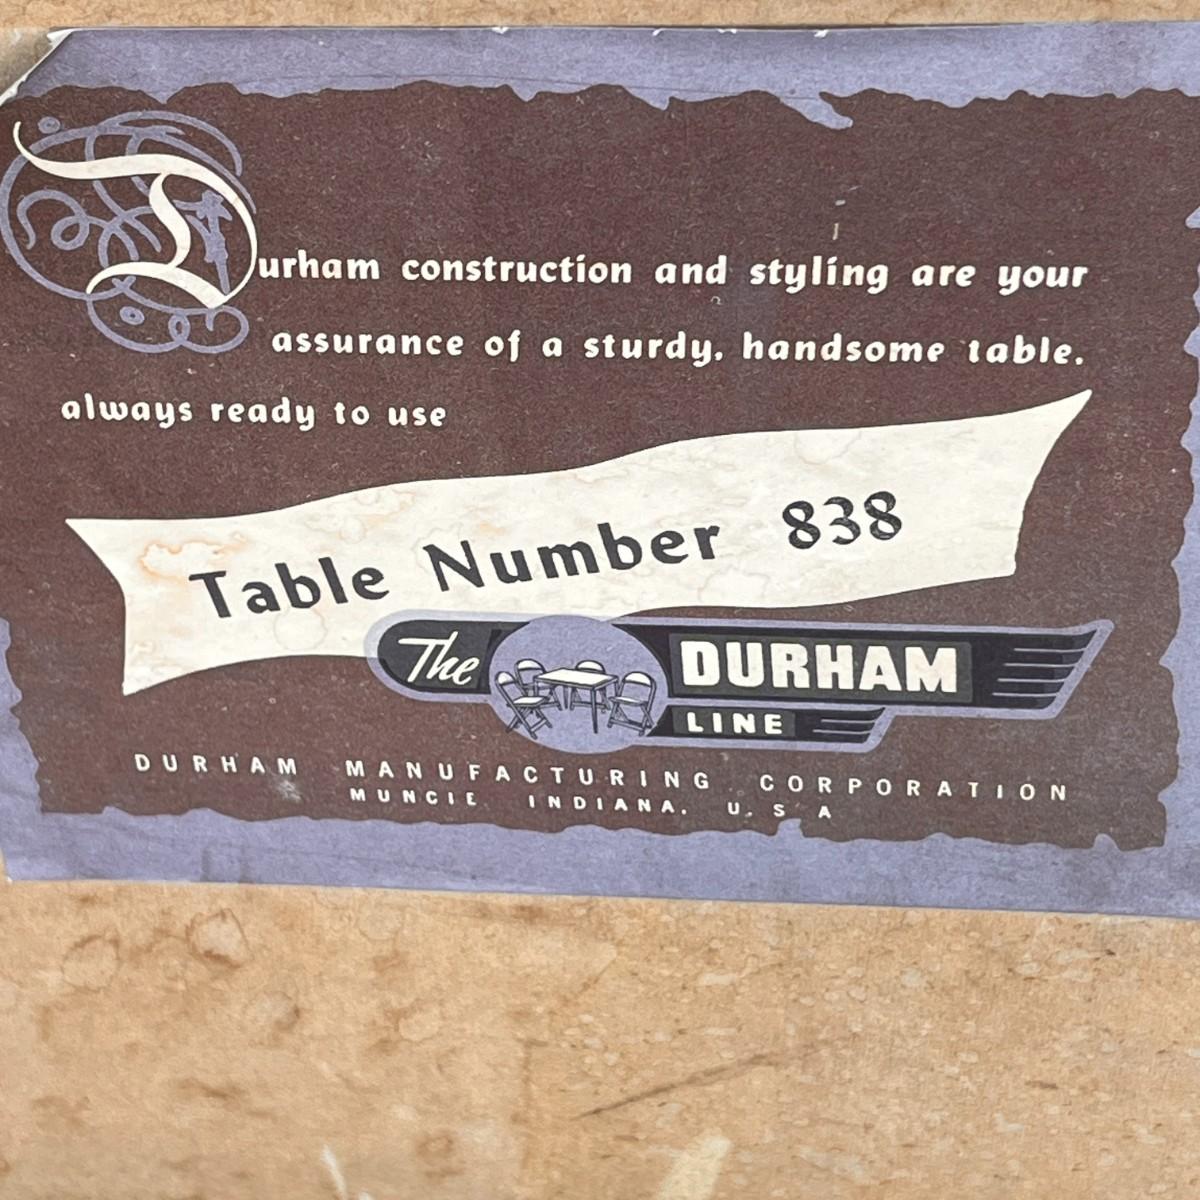 Durham construction and styling are your
assurance of a sturdy, handsome table.
always ready to use
Table Number 838
The DURHAM
LINE
DURHAM MANUFACTURING CORPORATION
MUNCIE INDIANA, U. S A